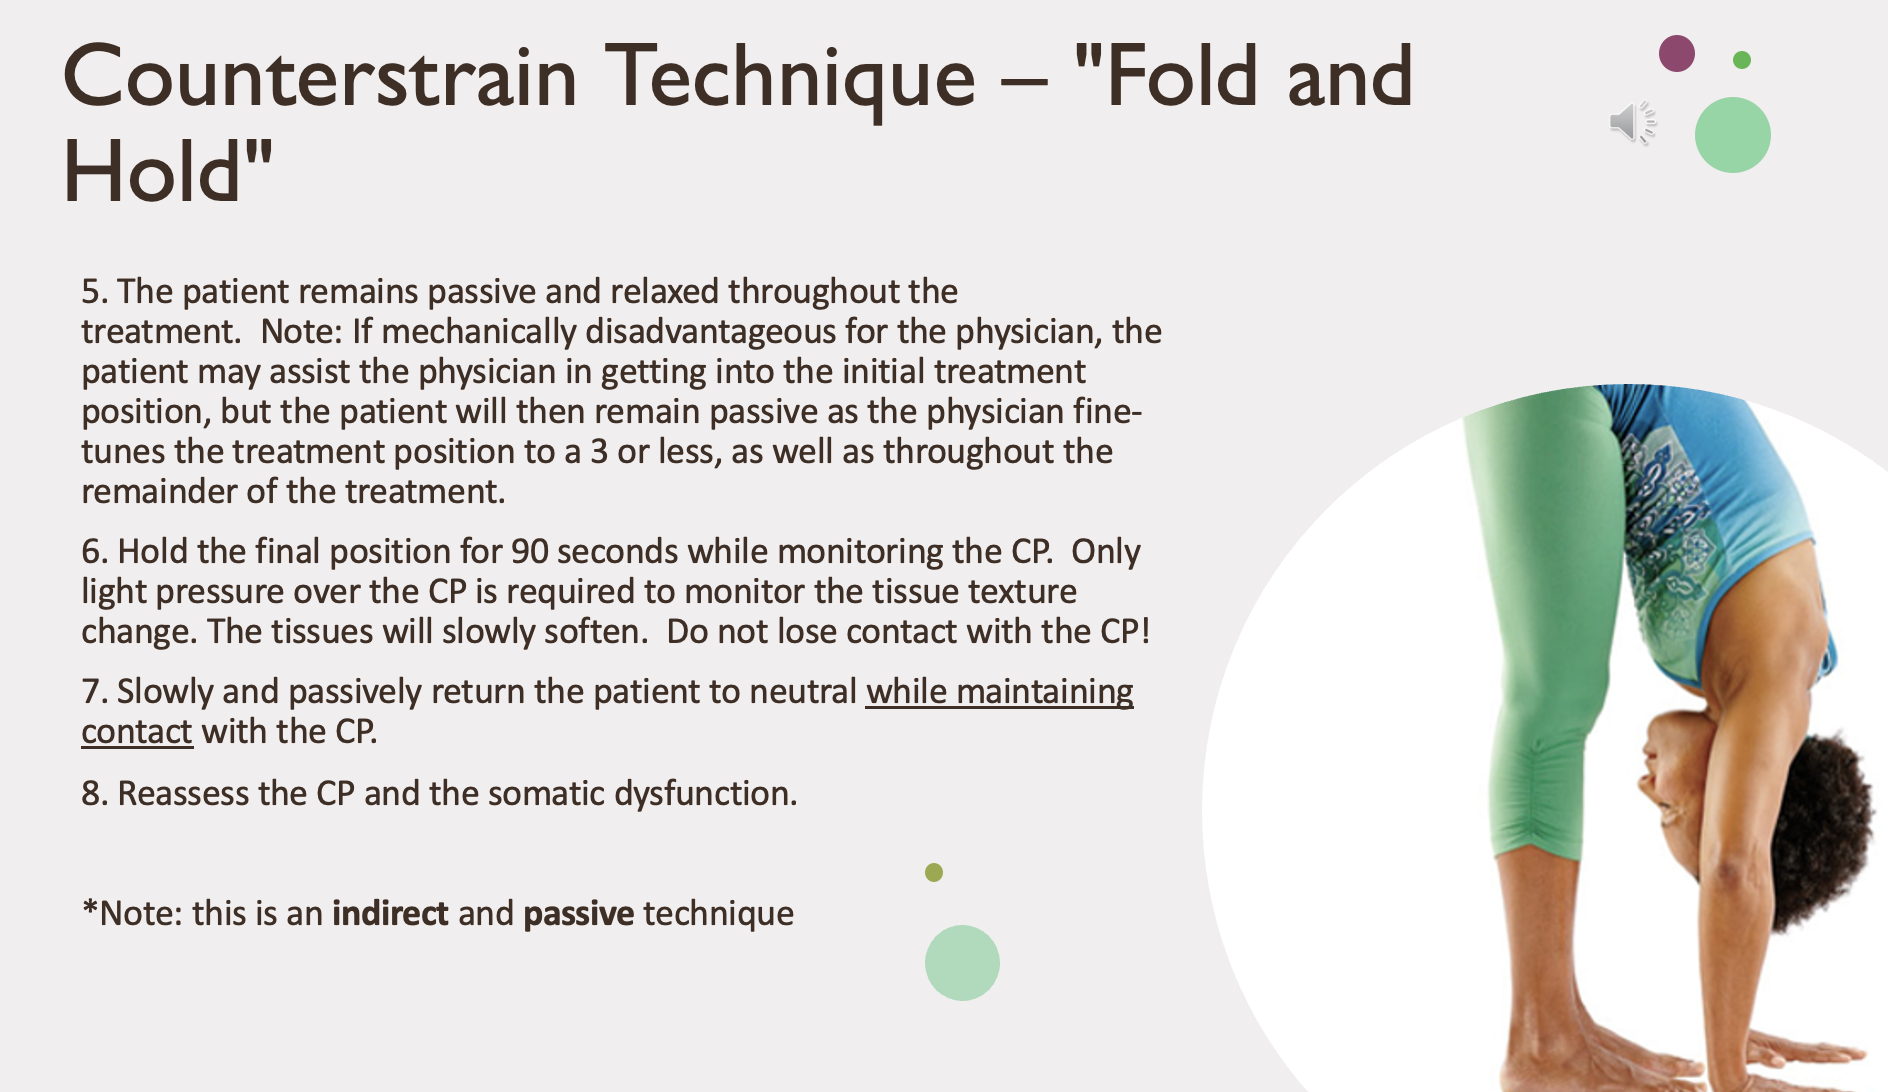 Counterstrain Technique – "Fold and
Hold"
5. The patient remains passive and relaxed throughout the
treatment.  Note: If mechanically disadvantageous for the physician, the
patient may assist the physician in getting into the initial treatment
position, but the patient will then remain passive as the physician fine-
tunes the treatment position to a 3 or less, as well as throughout the
remainder of the treatment.
6. Hold the final position for 90 seconds while monitoring the CP.  Only
light pressure over the CP is required to monitor the tissue texture
change. The tissues will slowly soften.  Do not lose contact with the CP!
7. Slowly and passively return the patient to neutral while maintaining
contact with the CP.
8. Reassess the CP and the somatic dysfunction.
*Note: this is an indirect and passive technique